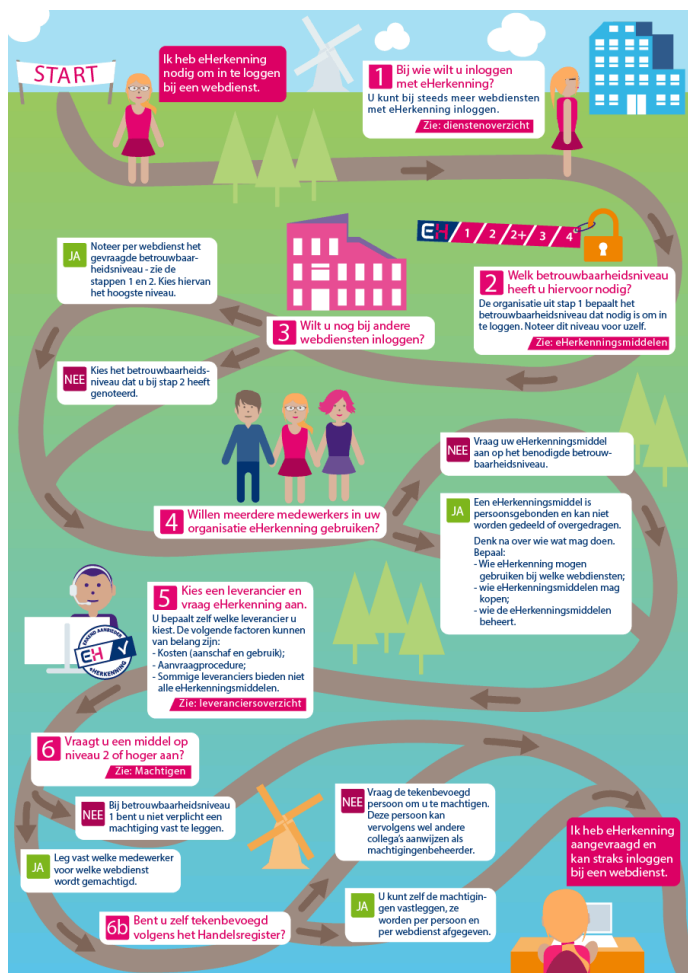 START
Ik heb eHerkenning
nodig om in te loggen
bij een webdienst.
1 Bij wie wilt u inloggen
met eHerkenning?
U kunt bij steeds meer webdiensten
met eHerkenning inloggen.
Zie: dienstenoverzicht
EH 1 2 2+ 3 4
2 Welk betrouwbaarheidsniveau
heeft u hiervoor nodig?
De organisatie uit stap 1 bepaalt het
betrouwbaarheidsniveau dat nodig is om in
te loggen. Noteer dit niveau voor uzelf.
Zie: eHerkenningsmiddelen
3 Wilt u nog bij andere
webdiensten inloggen?
JA Noteer per webdienst het
gevraagde betrouwbaar-
heidsniveau - zie de
stappen 1 en 2. Kies hiervan
het hoogste niveau.
NEE Kies het betrouwbaarheids-
niveau dat u bij stap 2 heeft
genoteerd.
4 Willen meerdere medewerkers in uw
organisatie eHerkenning gebruiken?
NEE Vraag uw eHerkenningsmiddel
aan op het benodigde betrouw-
baarheidsniveau.
JA Een eHerkenningsmiddel is
persoonsgebonden en kan niet
worden gedeeld of overgedragen.
Denk na over wie wat mag doen.
Bepaal:
- Wie eHerkenning mogen
gebruiken bij welke webdiensten;
- wie eHerkenningsmiddelen mag
kopen;
- wie de eHerkenningsmiddelen
beheert.
ERKEND AANBIEDER
EH
eHERKENNING
5 Kies een leverancier en
vraag eHerkenning aan.
U bepaalt zelf welke leverancier u
kiest. De volgende factoren kunnen
van belang zijn:
- Kosten (aanschaf en gebruik);
- Aanvraagprocedure;
- Sommige leveranciers bieden niet
alle eHerkenningsmiddelen.
Zie: leveranciersoverzicht
6 Vraagt u een middel op
niveau 2 of hoger aan?
Zie: Machtigen
NEE Bij betrouwbaarheidsniveau
1 bent u niet verplicht een
machtiging vast te leggen.
JA Leg vast welke medewerker
voor welke webdienst
wordt gemachtigd.
6b Bent u zelf tekenbevoegd
volgens het Handelsregister?
NEE Vraag de tekenbevoegd
persoon om u te machtigen.
Deze persoon kan
vervolgens wel andere
collega's aanwijzen als
machtigingenbeheerder.
JA U kunt zelf de machtigin-
gen vastleggen, ze
worden per persoon en
per webdienst afgegeven.
Ik heb eHerkenning
aangevraagd en
kan straks inloggen
bij een webdienst.